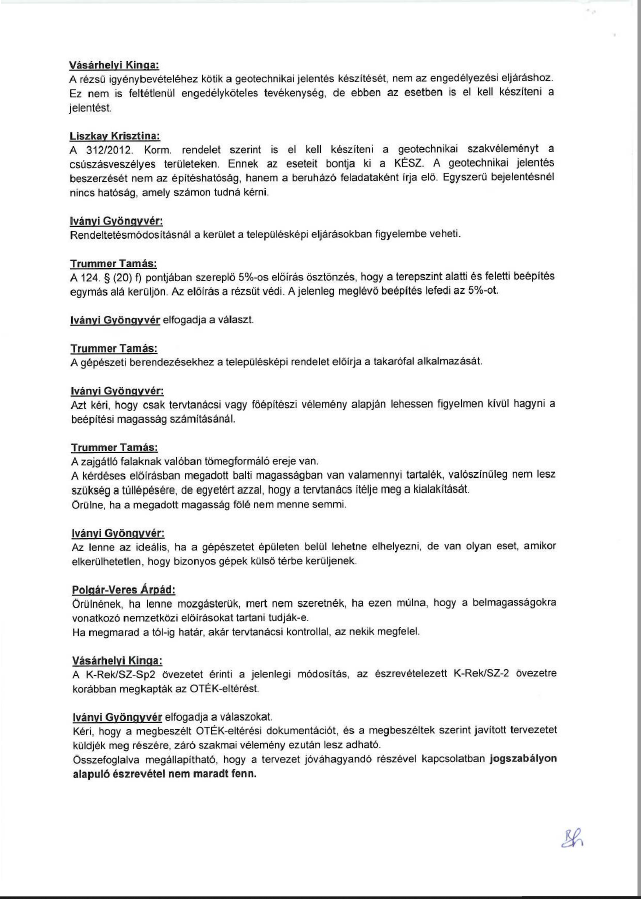 Vásárhelyi Kinga:
A rézsű igénybevételéhez kötik a geotechnikai jelentés készítését, nem az engedélyezési eljáráshoz.
Ez nem is feltétlenül engedélyköteles tevékenység, de ebben az esetben is el kell készíteni a
jelentést.
Liszkay Krisztina:
A 312/2012. Korm. rendelet szerint is el kell készíteni a geotechnikai szakvéleményt a
csúszásveszélyes területeken. Ennek az eseteit bontja ki a KÉSZ. A geotechnikai jelentés
beszerzését nem az építéshatóság, hanem a beruházó feladataként írja elő. Egyszerű bejelentésnél
nincs hatóság, amely számon tudná kérni.
Iványi Gyöngyvér:
Rendeltetésmódosításnál a kerület a településképi eljárásokban figyelembe veheti.
Trummer Tamás:
A 124. § (20) f) pontjában szereplő 5%-os előírás ösztönzés, hogy a terepszint alatti és feletti beépítés
egymás alá kerüljön. Az előírás a rézsűt védi. A jelenleg meglévő beépítés lefedi az 5%-ot.
Iványi Gyöngyvér elfogadja a választ.
Trummer Tamás:
A gépészeti berendezésekhez a településképi rendelet előírja a takarófal alkalmazását.
Iványi Gyöngyvér:
Azt kéri, hogy csak tervtanácsi vagy főépítészi vélemény alapján lehessen figyelmen kívül hagyni a
beépítési magasság számításánál.
Trummer Tamás:
A zajgátló falaknak valóban tömegformáló ereje van.
A kérdéses előírásban megadott balti magasságban van valamennyi tartalék, valószínűleg nem lesz
szükség a túllépésére, de egyetért azzal, hogy a tervtanács ítélje meg a kialakítását.
Örülne, ha a megadott magasság fölé nem menne semmi.
Iványi Gyöngyvér:
Az lenne az ideális, ha a gépészetet épületen belül lehetne elhelyezni, de van olyan eset, amikor
elkerülhetetlen, hogy bizonyos gépek külső térbe kerüljenek.
Polgár-Veres Árpád:
Örülnének, ha lenne mozgásterük, mert nem szeretnék, ha ezen múlna, hogy a belmagasságokra
vonatkozó nemzetközi előírásokat tartani tudják-e.
Ha megmarad a tól-ig határ, akár tervtanácsi kontrollal, az nekik megfelel.
Vásárhelyi Kinga:
A K-Rek/SZ-Sp2 övezetet érinti a jelenlegi módosítás, az észrevételezett K-Rek/SZ-2 övezetre
korábban megkapták az OTÉK-eltérést.
Iványi Gyöngyvér elfogadja a válaszokat.
Kéri, hogy a megbeszélt OTÉK-eltérési dokumentációt, és a megbeszéltek szerint javított tervezetet
küldjék meg részére, záró szakmai vélemény ezután lesz adható.
Összefoglalva megállapítható, hogy a tervezet jóváhagyandó részével kapcsolatban jogszabályon
alapuló észrevétel nem maradt fenn.